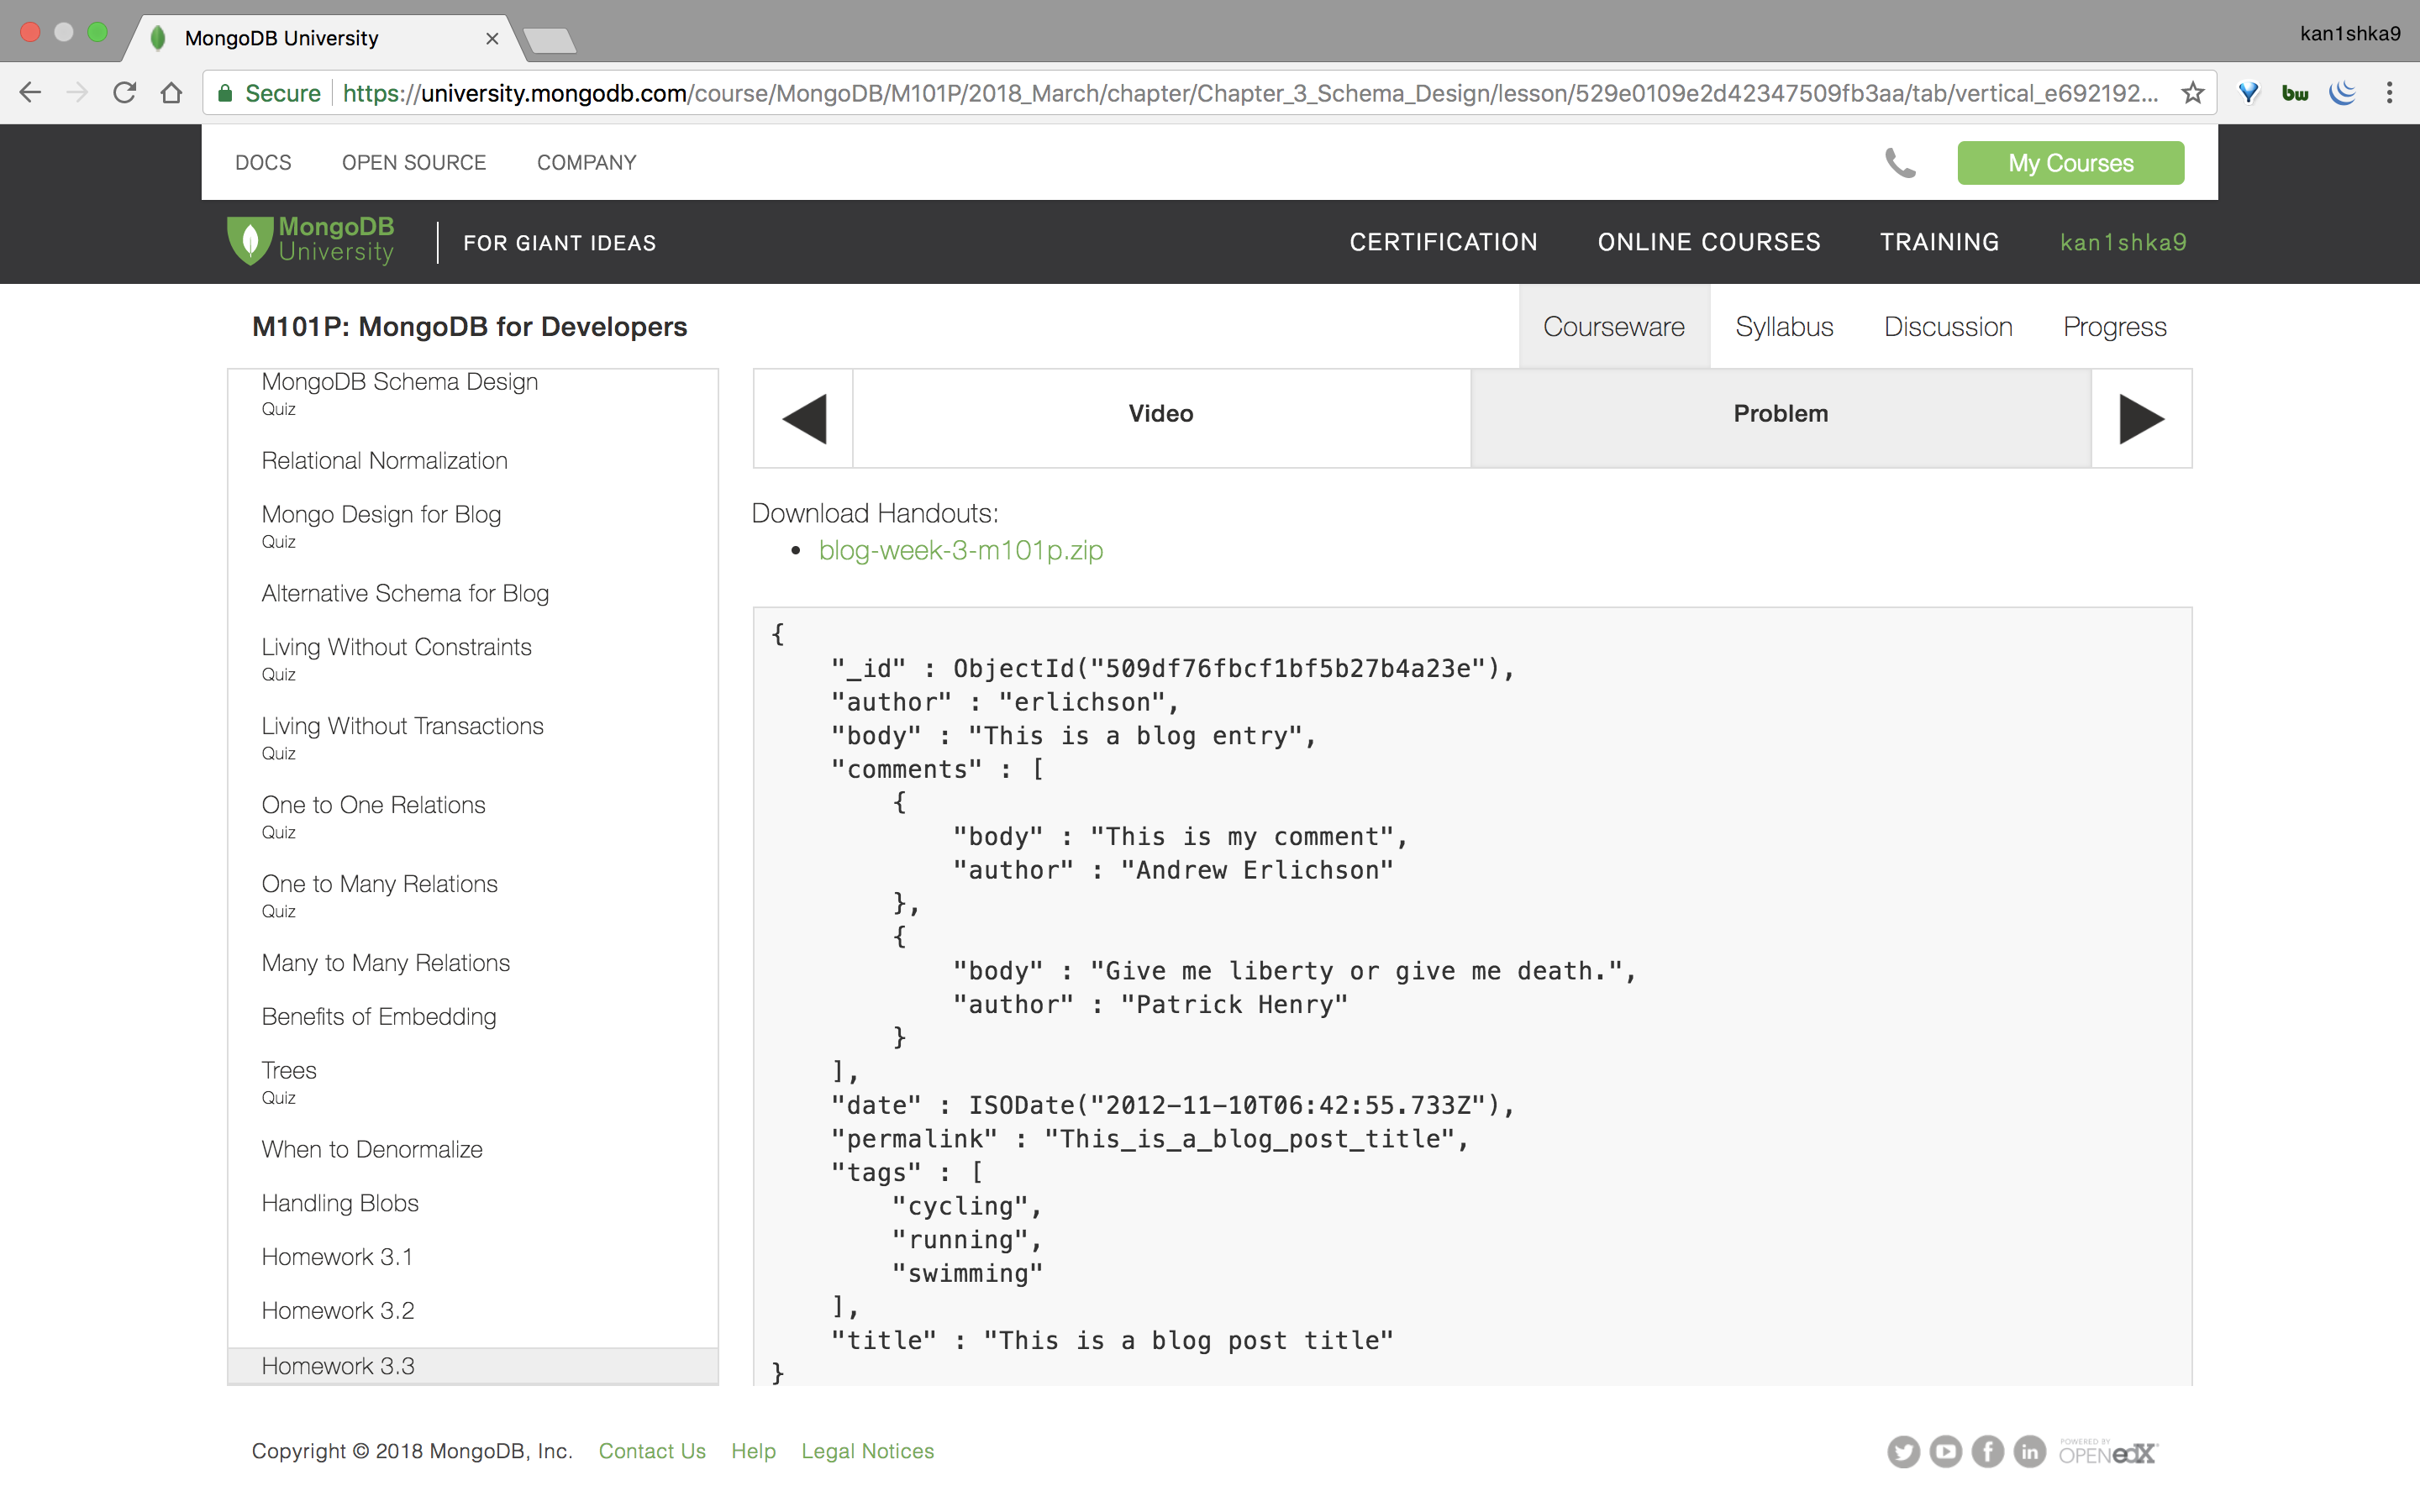 MongoDB University
kan1shka9
Secure https://university.mongodb.com/course/MongoDB/M101P/2018_March/chapter/Chapter_3_Schema_Design/lesson/529e0109e2d42347509fb3aa/tab/vertical_e692192...
bw
DOCS OPEN SOURCE COMPANY
My Courses
MongoDB University
FOR GIANT IDEAS
CERTIFICATION ONLINE COURSES TRAINING kan1shka9
M101P: MongoDB for Developers
Courseware Syllabus Discussion Progress
MongoDB Schema Design
Quiz
Relational Normalization
Mongo Design for Blog
Quiz
Alternative Schema for Blog
Living Without Constraints
Quiz
Living Without Transactions
Quiz
One to One Relations
Quiz
One to Many Relations
Quiz
Many to Many Relations
Benefits of Embedding
Trees
Quiz
When to Denormalize
Handling Blobs
Homework 3.1
Homework 3.2
Homework 3.3
Video Problem
Download Handouts:
• blog-week-3-m101p.zip
{
    "_id" : ObjectId("509df76fbcf1bf5b27b4a23e"),
    "author" : "erlichson",
    "body" : "This is a blog entry",
    "comments" : [
        {
            "body" : "This is my comment",
            "author" : "Andrew Erlichson"
        },
        {
            "body" : "Give me liberty or give me death.",
            "author" : "Patrick Henry"
        }
    ],
    "date" : ISODate("2012-11-10T06:42:55.733Z"),
    "permalink" : "This_is_a_blog_post_title",
    "tags" : [
        "cycling",
        "running",
        "swimming"
    ],
    "title" : "This is a blog post title"
}
Copyright © 2018 MongoDB, Inc. Contact Us Help Legal Notices
POWERED BY
OPEN edX